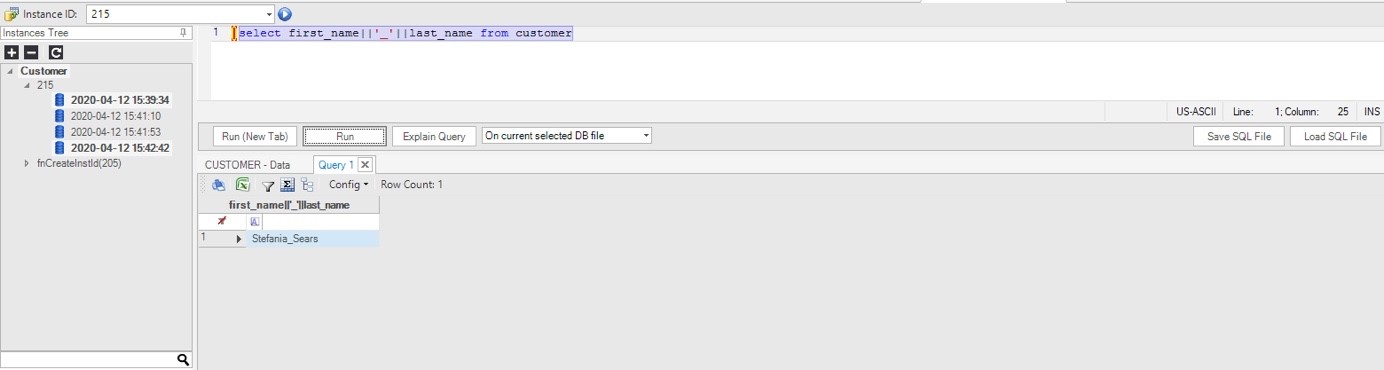 Instance ID: 215
Instances Tree
Customer
215
2020-04-12 15:39:34
2020-04-12 15:41:10
2020-04-12 15:41:53
2020-04-12 15:42:42
fnCreateInstId(205)
1 select first_name||'_'||last_name from customer
US-ASCII Line: 1; Column: 25 INS
Run (New Tab) Run Explain Query On current selected DB file Save SQL File Load SQL File
CUSTOMER - Data Query 1
Config Row Count: 1
first_name||'_'||last_name
A
1 Stefania_Sears